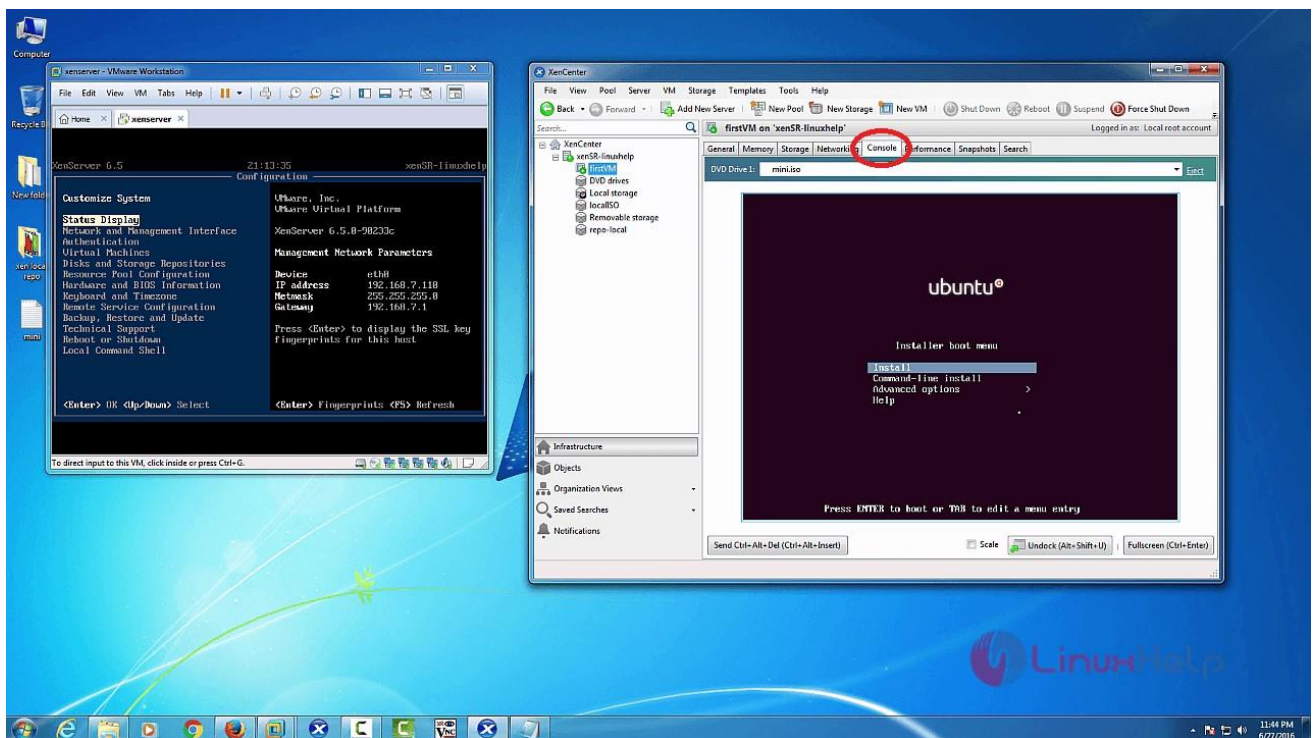 Computer
Recycle B
New fold
xen loca
repo
mini
xenserver - VMware Workstation
File Edit View VM Tabs Help
Home
xenserver
XenServer 6.5 21:13:35 xenSR-linuxhelp
Configuration
Customize System
Status Display
Network and Management Interface
Authentication
Virtual Machines
Disks and Storage Repositories
Resource Pool Configuration
Hardware and BIOS Information
Keyboard and Timezone
Remote Service Configuration
Backup, Restore and Update
Technical Support
Reboot or Shutdown
Local Command Shell
<Enter> OK <Up/Down> Select
VMware, Inc.
VMware Virtual Platform
XenServer 6.5.0-90233c
Management Network Parameters
Device eth0
IP address 192.168.7.110
Netmask 255.255.255.0
Gateway 192.168.7.1
Press <Enter> to display the SSL key
fingerprints for this host
<Enter> Fingerprints <F5> Refresh
To direct input to this VM, click inside or press Ctrl+G.
XenCenter
File View Pool Server VM Storage Templates Tools Help
Back Forward Add New Server New Pool New Storage New VM Shut Down Reboot Suspend Force Shut Down
Search...
XenCenter
xenSR-linuxhelp
firstVM
DVD drives
Local storage
localISO
Removable storage
repo-local
Infrastructure
Objects
Organization Views
Saved Searches
Notifications
firstVM on 'xenSR-linuxhelp' Logged in as: Local root account
General Memory Storage Networking Console Performance Snapshots Search
DVD Drive 1: mini.iso Eject
ubuntu
Installer boot menu
Install
Command-line install
Advanced options >
Help
Press ENTER to boot or TAB to edit a menu entry
Send Ctrl+Alt+Del (Ctrl+Alt+Insert) Scale Undock (Alt+Shift+U) Fullscreen (Ctrl+Enter)
LinuxHelp
11:44 PM
6/27/2016